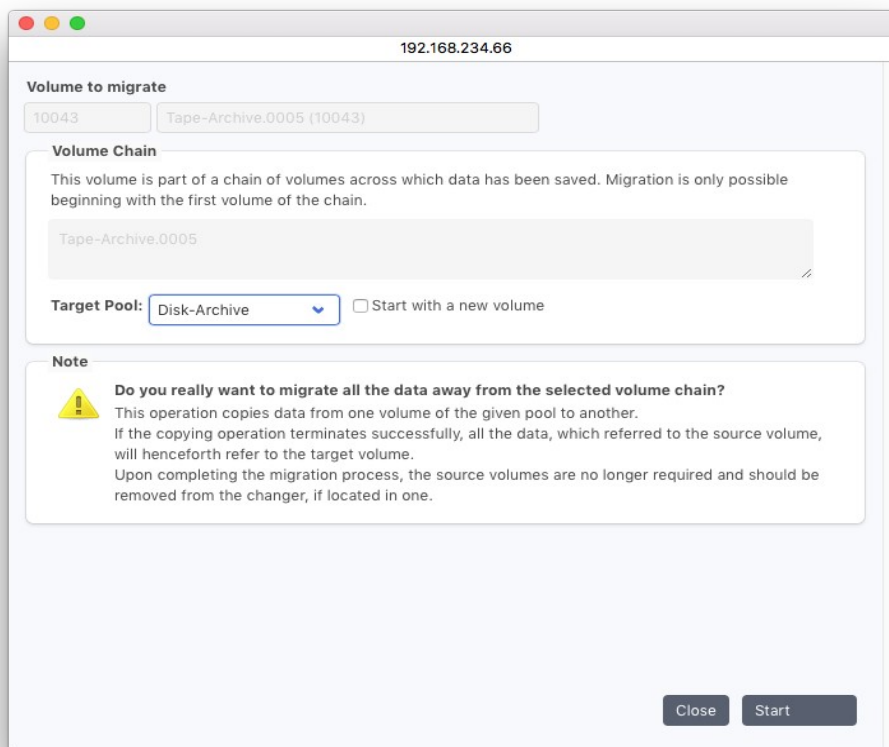 192.168.234.66
Volume to migrate
10043 Tape-Archive.0005 (10043)
Volume Chain
This volume is part of a chain of volumes across which data has been saved. Migration is only possible
beginning with the first volume of the chain.
Tape-Archive.0005
Target Pool: Disk-Archive Start with a new volume
Note
Do you really want to migrate all the data away from the selected volume chain?
This operation copies data from one volume of the given pool to another.
If the copying operation terminates successfully, all the data, which referred to the source volume,
will henceforth refer to the target volume.
Upon completing the migration process, the source volumes are no longer required and should be
removed from the changer, if located in one.
Close Start